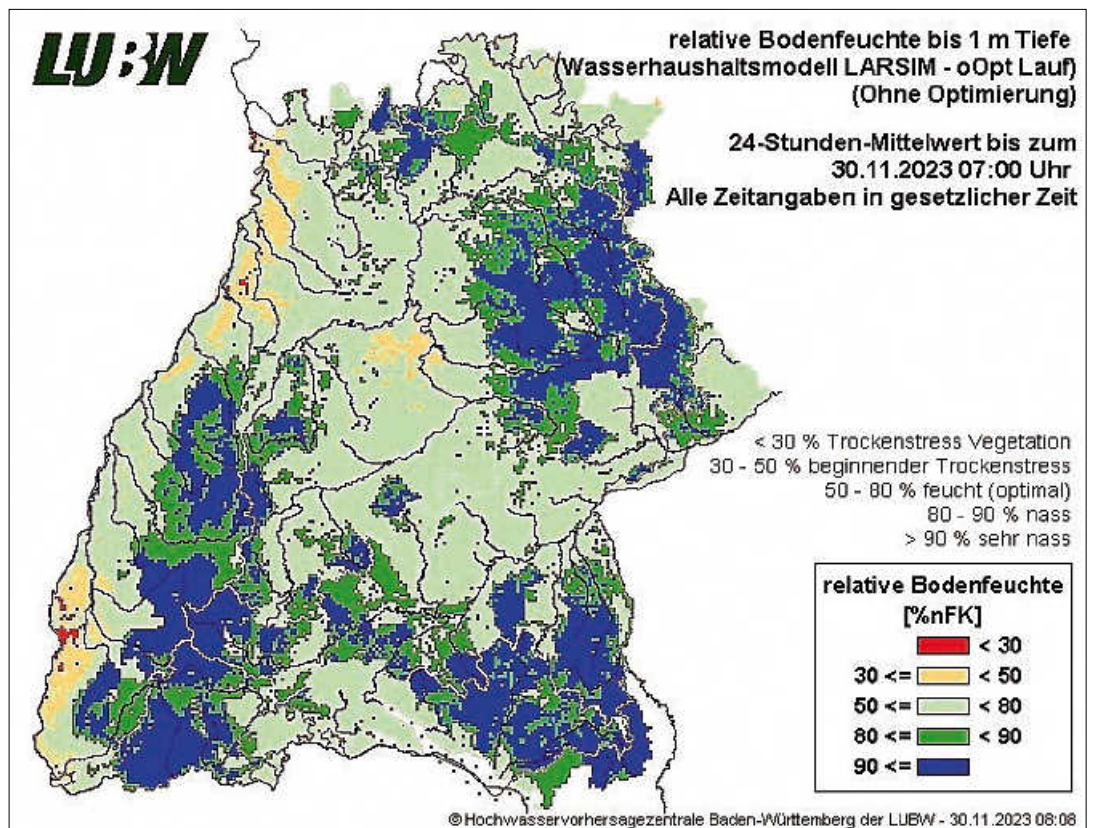 LUBW
relative Bodenfeuchte bis 1 m Tiefe
(Wasserhaushaltsmodell LARSIM - oOpt Lauf)
(Ohne Optimierung)
24-Stunden-Mittelwert bis zum
30.11.2023 07:00 Uhr
Alle Zeitangaben in gesetzlicher Zeit
< 30 % Trockenstress Vegetation
30 - 50 % beginnender Trockenstress
50 - 80 % feucht (optimal)
80 - 90 % nass
> 90 % sehr nass
relative Bodenfeuchte
[%nFK]
< 30
30 <= < 50
50 <= < 80
80 <= < 90
90 <=
©Hochwasservorhersagezentrale Baden-Württemberg der LUBW - 30.11.2023 08:08